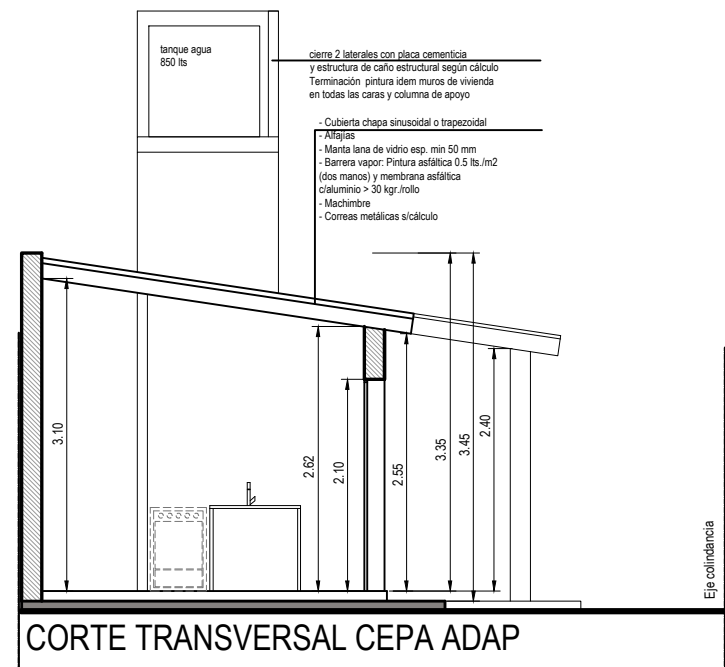 tanque agua
850 lts
cierre 2 laterales con placa cementicia
y estructura de caño estructural según cálculo
Terminación pintura idem muros de vivienda
en todas las caras y columna de apoyo
- Cubierta chapa sinusoidal o trapezoidal
- Alfajías
- Manta lana de vidrio esp. min 50 mm
- Barrera vapor: Pintura asfáltica 0.5 lts./m2
(dos manos) y membrana asfáltica
c/aluminio > 30 kgr./rollo
- Machimbre
- Correas metálicas s/cálculo
3.10
2.62
2.10
2.55
3.35
3.45
2.40
Eje colindancia
CORTE TRANSVERSAL CEPA ADAP